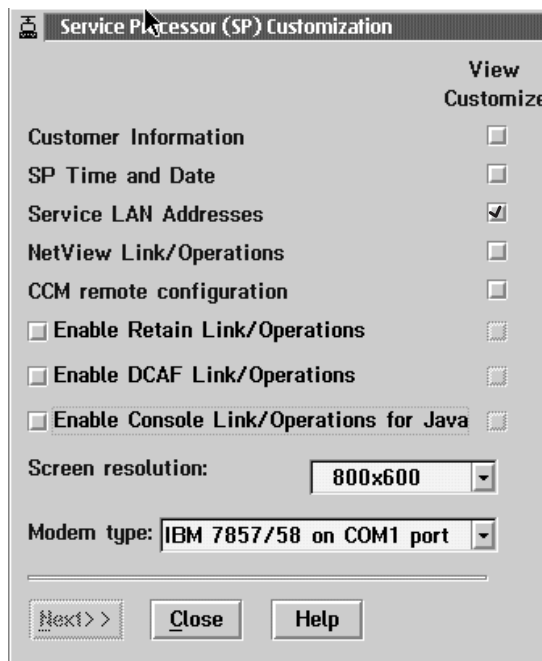 Service Processor (SP) Customization
View
Customize
Customer Information
SP Time and Date
Service LAN Addresses
NetView Link/Operations
CCM remote configuration
Enable Retain Link/Operations
Enable DCAF Link/Operations
Enable Console Link/Operations for Java
Screen resolution: 800x600
Modem type: IBM 7857/58 on COM1 port
Next>> Close Help